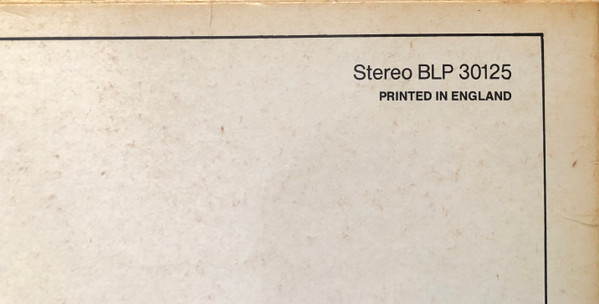 Stereo BLP 30125
PRINTED IN ENGLAND